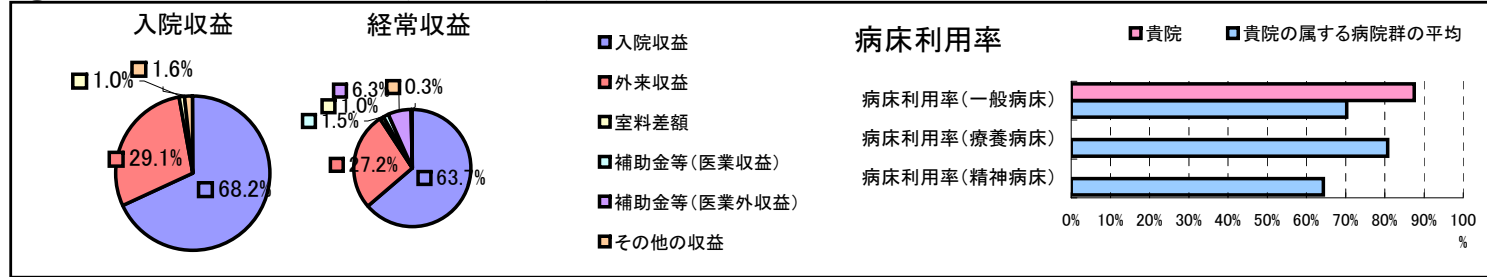 入院収益
1.0%
1.6%
29.1%
68.2%
経常収益
6.3%
0.3%
1.0%
1.5%
27.2%
63.7%
入院収益
外来収益
室料差額
補助金等(医業収益)
補助金等(医業外収益)
その他の収益
病床利用率
貴院
貴院の属する病院群の平均
病床利用率(一般病床)
病床利用率(療養病床)
病床利用率(精神病床)
0% 10% 20% 30% 40% 50% 60% 70% 80% 90% 100
%